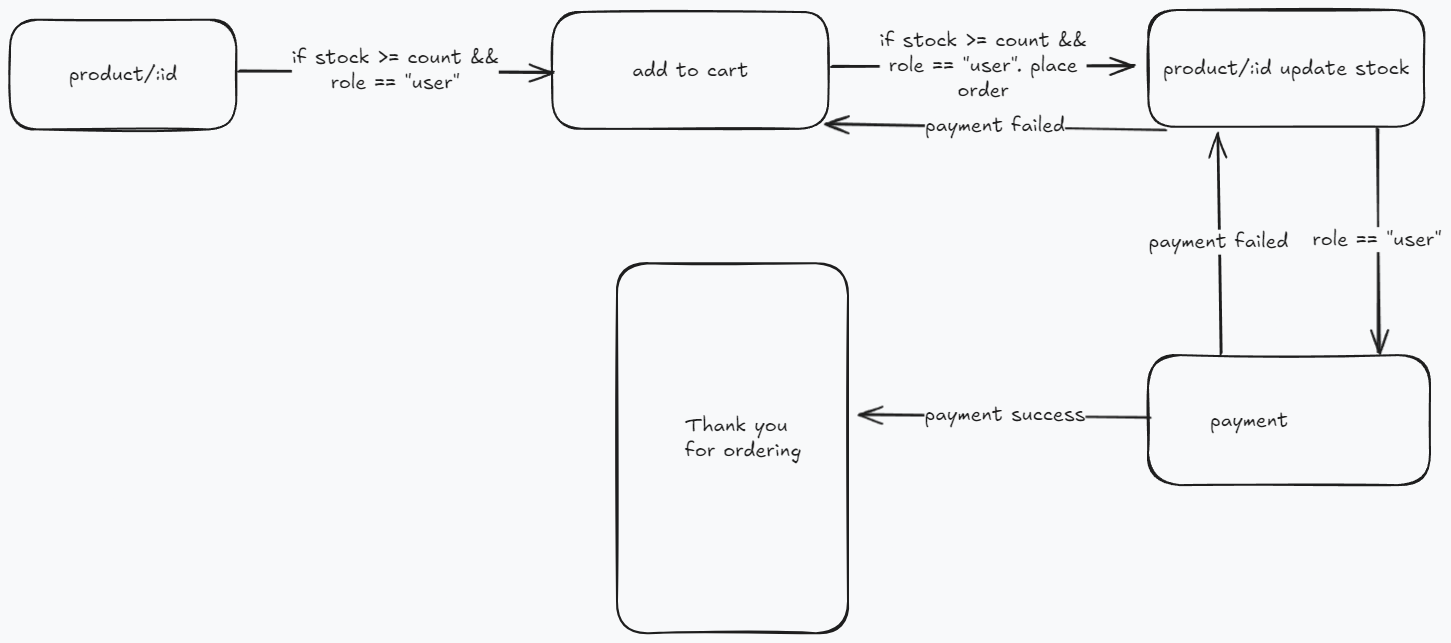 product/:id
if stock >= count &&
role == "user"
add to cart
if stock >= count &&
role == "user". place
order
product/:id update stock
payment failed
payment failed
role == "user"
Thank you
for ordering
payment success
payment